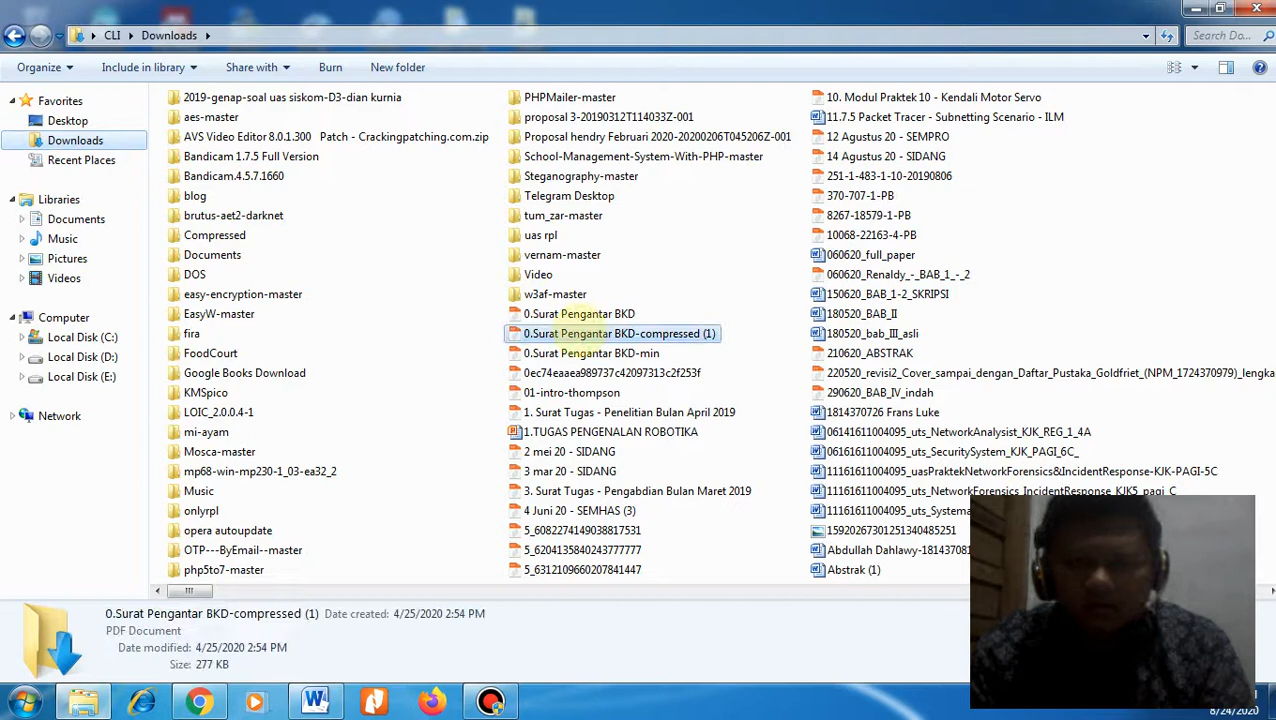 CLI Downloads
Search Do...
Organize Include in library Share with Burn New folder
Favorites
Desktop
Downloads
Recent Places
Libraries
Documents
Music
Pictures
Videos
Computer
Local Disk (C:)
Local Disk (D:)
Local Disk (E:)
Network
2019-genap-soal uas siskom-D3-dian kurnia
aes-master
AVS Video Editor 8.0.1.300 Patch - Crackingpatching.com.zip
Bandicam 1.7.5 Full Version
Bandicam.4.5.7.1660
blog
brutus-aet2-darknet
Compressed
Documents
DOS
easy-encryption-master
EasyW-master
fira
FoodCourt
Google Books Download
KMSpico
LOIC_2.0.0.4-1
mi-ayam
Mosca-master
mp68-win-mp230-1_03-ea32_2
Music
onlyrpl
opera autoupdate
OTP---ByEmail--master
php5to7-master
PHPMailer-master
proposal 3-20190312T114033Z-001
Proposal hendry Februari 2020-20200206T045206Z-001
School-Management-System-With-PHP-master
Steganography-master
Telegram Desktop
tum_zar-master
uas rpl
vernam-master
Video
w3af-master
0.Surat Pengantar BKD
0.Surat Pengantar BKD-compressed (1)
0.Surat Pengantar BKD-min
0ec74eaaea989737c42097313c2f253f
01-intro-thompson
1. Surat Tugas - Penelitian Bulan April 2019
1.TUGAS PENGENALAN ROBOTIKA
2 mei 20 - SIDANG
3 mar 20 - SIDANG
3. Surat Tugas - Pengabdian Bulan Maret 2019
4 Juni 20 - SEMHAS (3)
5_6082274149038817531
5_6204135840243777777
5_6312109660207841447
10. Modul Praktek 10 - Kendali Motor Servo
11.7.5 Packet Tracer - Subnetting Scenario - ILM
12 Agustus 20 - SEMPRO
14 Agustus 20 - SIDANG
251-1-483-1-10-20190806
370-707-1-PB
8267-18579-1-PB
10068-22163-4-PB
060620_full_paper
060620_Renaldy_-_BAB_1_-_2
150620_BAB_1-2_SKRIPSI
180520_BAB_II
180520_bab_III_asli
210620_ABSTRAK
220520_revisi2_Cover_sampai_dengan_Daftar_Pustaka_Goldfriet_(NPM_1724370979)_lengka
290620_BAB_IV_indah
1814370726 Frans Luke
06141611004095_uts_NetworkAnalysist_KJK_REG_1_4A
06141611004095_uts_SecuritySystem_KJK_PAGI_6C_
11161611004095_uasPraktekNetworkForensics&IncidentResponse-KJK-PAGI-5C
11161611004095_uts_NetworkForensics_IncidentResponse_KJK5_pagi_C
11161611004095_uts_Systema
1592026730125134048­5251
Abdullah Dahlawy-181437081
Abstrak (1)
0.Surat Pengantar BKD-compressed (1) Date created: 4/25/2020 2:54 PM
PDF Document
Date modified: 4/25/2020 2:54 PM
Size: 277 KB
8/24/2020